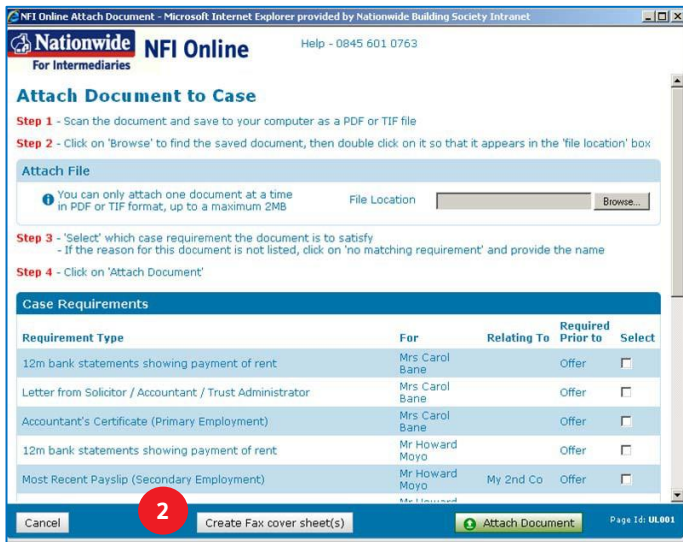 NFI Online Attach Document - Microsoft Internet Explorer provided by Nationwide Building Society Intranet
Nationwide
For Intermediaries
NFI Online
Help - 0845 601 0763
Attach Document to Case
Step 1 - Scan the document and save to your computer as a PDF or TIF file
Step 2 - Click on 'Browse' to find the saved document, then double click on it so that it appears in the 'file location' box
Attach File
You can only attach one document at a time
in PDF or TIF format, up to a maximum 2MB
File Location
Browse...
Step 3 - 'Select' which case requirement the document is to satisfy
- If the reason for this document is not listed, click on 'no matching requirement' and provide the name
Step 4 - Click on 'Attach Document'
Case Requirements
Requirement Type For Relating To Required Prior to Select
12m bank statements showing payment of rent Mrs Carol Bane Offer
Letter from Solicitor / Accountant / Trust Administrator Mrs Carol Bane Offer
Accountant's Certificate (Primary Employment) Mrs Carol Bane Offer
12m bank statements showing payment of rent Mr Howard Moyo Offer
Most Recent Payslip (Secondary Employment) Mr Howard Moyo My 2nd Co Offer
Mr Howard
Cancel
2
Create Fax cover sheet(s)
Attach Document
Page Id: UL001